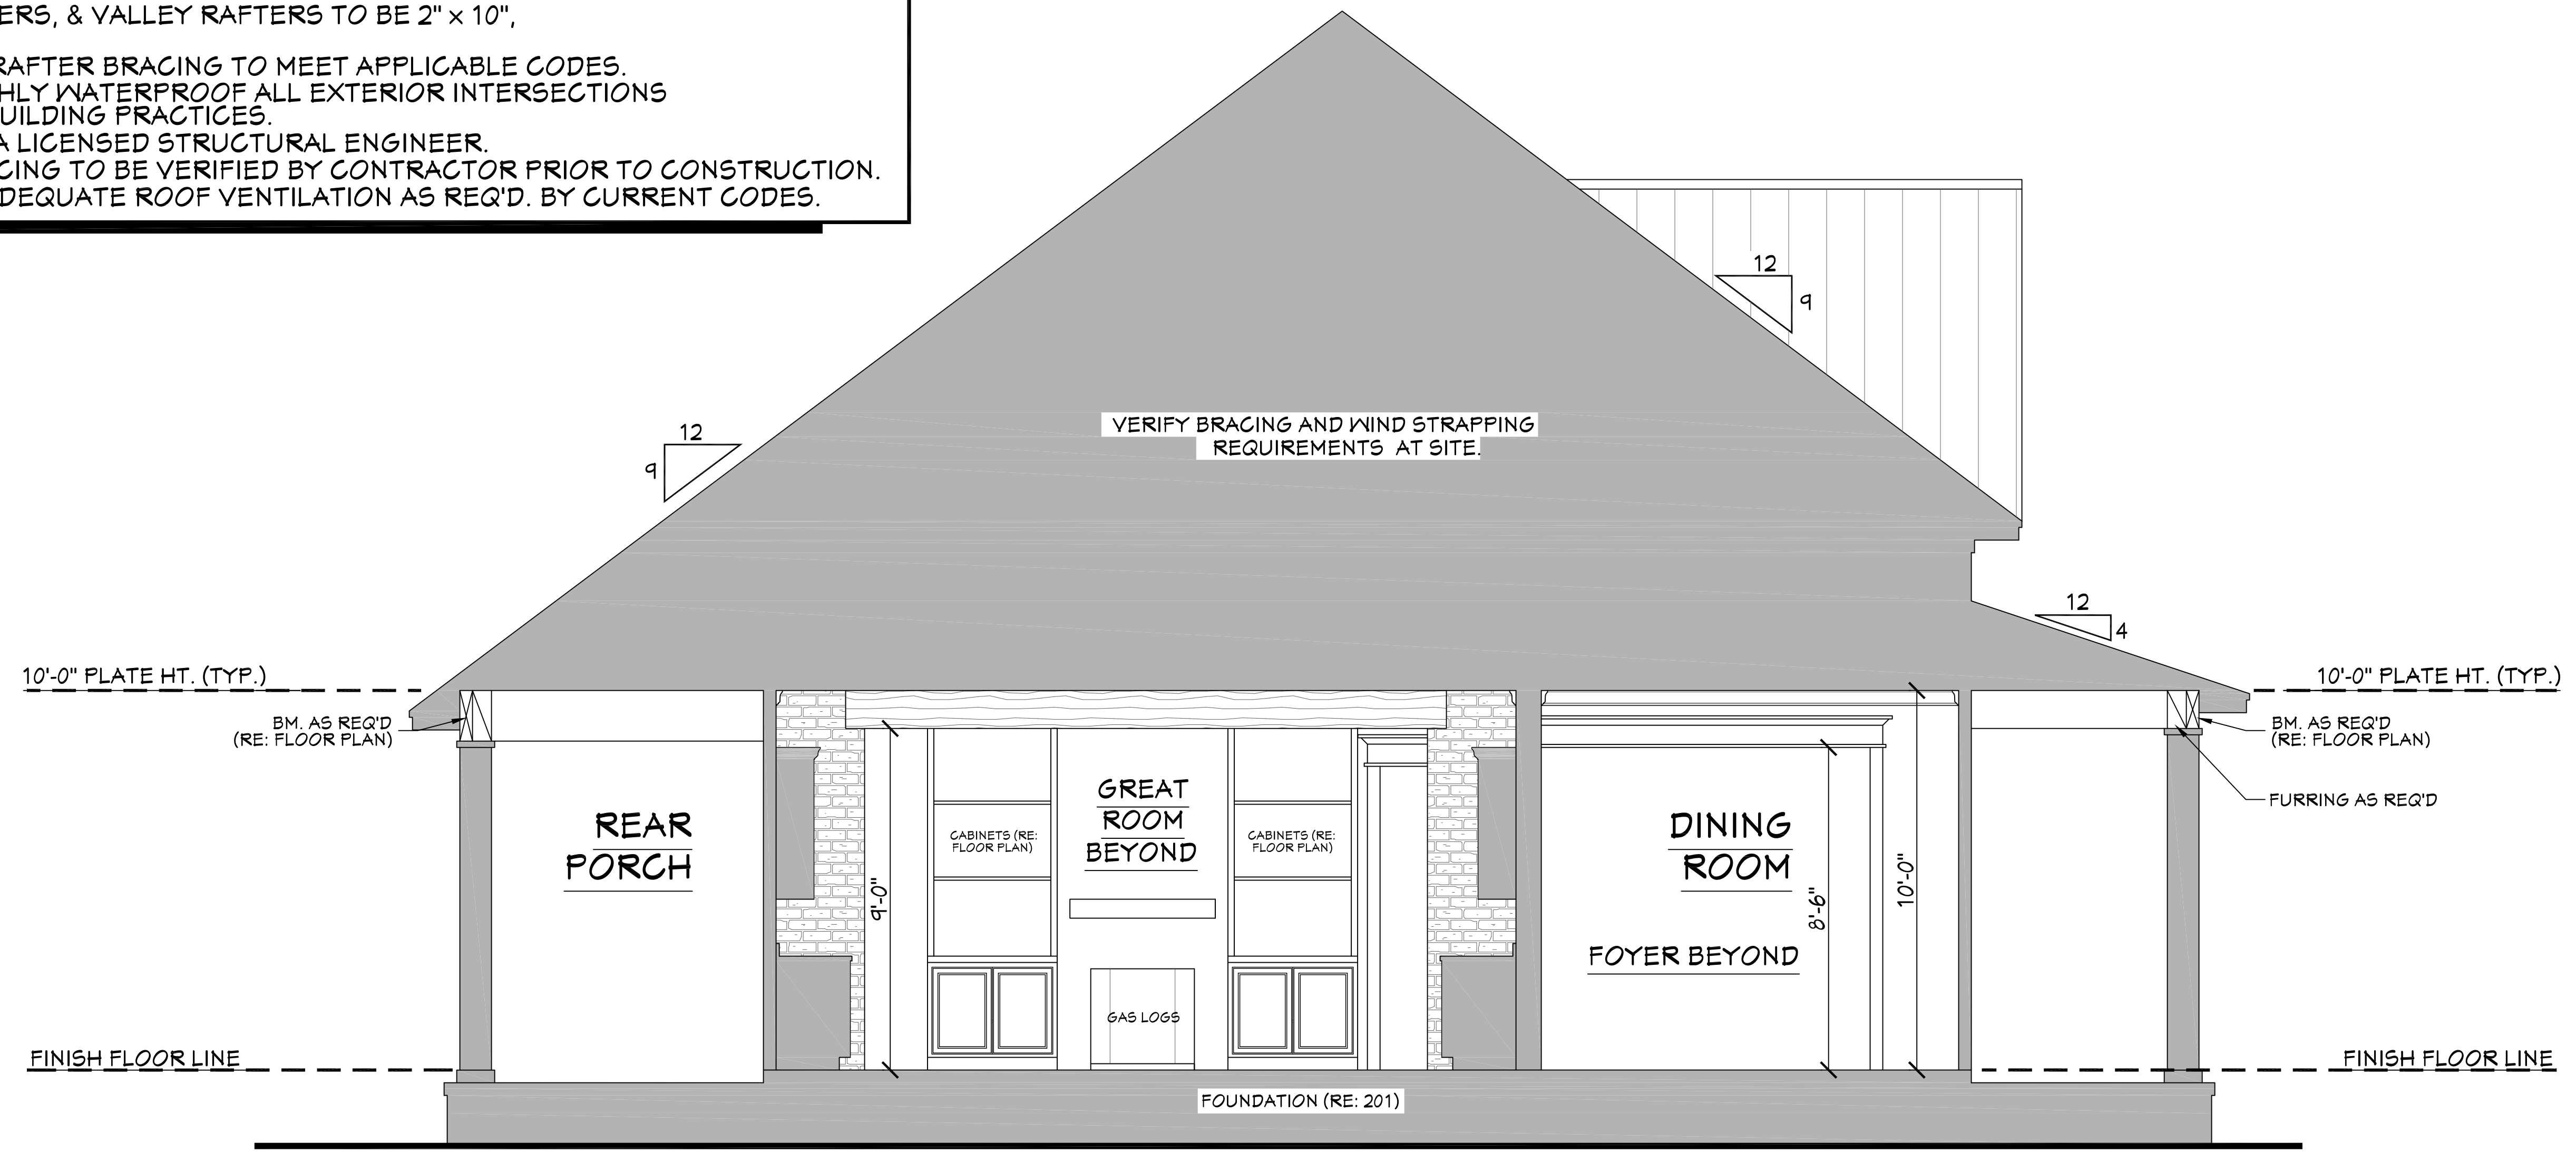 ERS, & VALLEY RAFTERS TO BE 2" x 10",
RAFTER BRACING TO MEET APPLICABLE CODES.
HLY WATERPROOF ALL EXTERIOR INTERSECTIONS
UILDING PRACTICES.
A LICENSED STRUCTURAL ENGINEER.
CING TO BE VERIFIED BY CONTRACTOR PRIOR TO CONSTRUCTION.
DEQUATE ROOF VENTILATION AS REQ'D. BY CURRENT CODES.
12
9
12
9
VERIFY BRACING AND WIND STRAPPING
REQUIREMENTS AT SITE.
12
4
10'-0" PLATE HT. (TYP.)
10'-0" PLATE HT. (TYP.)
BM. AS REQ'D
(RE: FLOOR PLAN)
BM. AS REQ'D
(RE: FLOOR PLAN)
FURRING AS REQ'D
REAR
PORCH
9'-0"
CABINETS (RE:
FLOOR PLAN)
GREAT
ROOM
BEYOND
CABINETS (RE:
FLOOR PLAN)
GAS LOGS
DINING
ROOM
FOYER BEYOND
8'-6"
10'-0"
FINISH FLOOR LINE
FINISH FLOOR LINE
FOUNDATION (RE: 201)